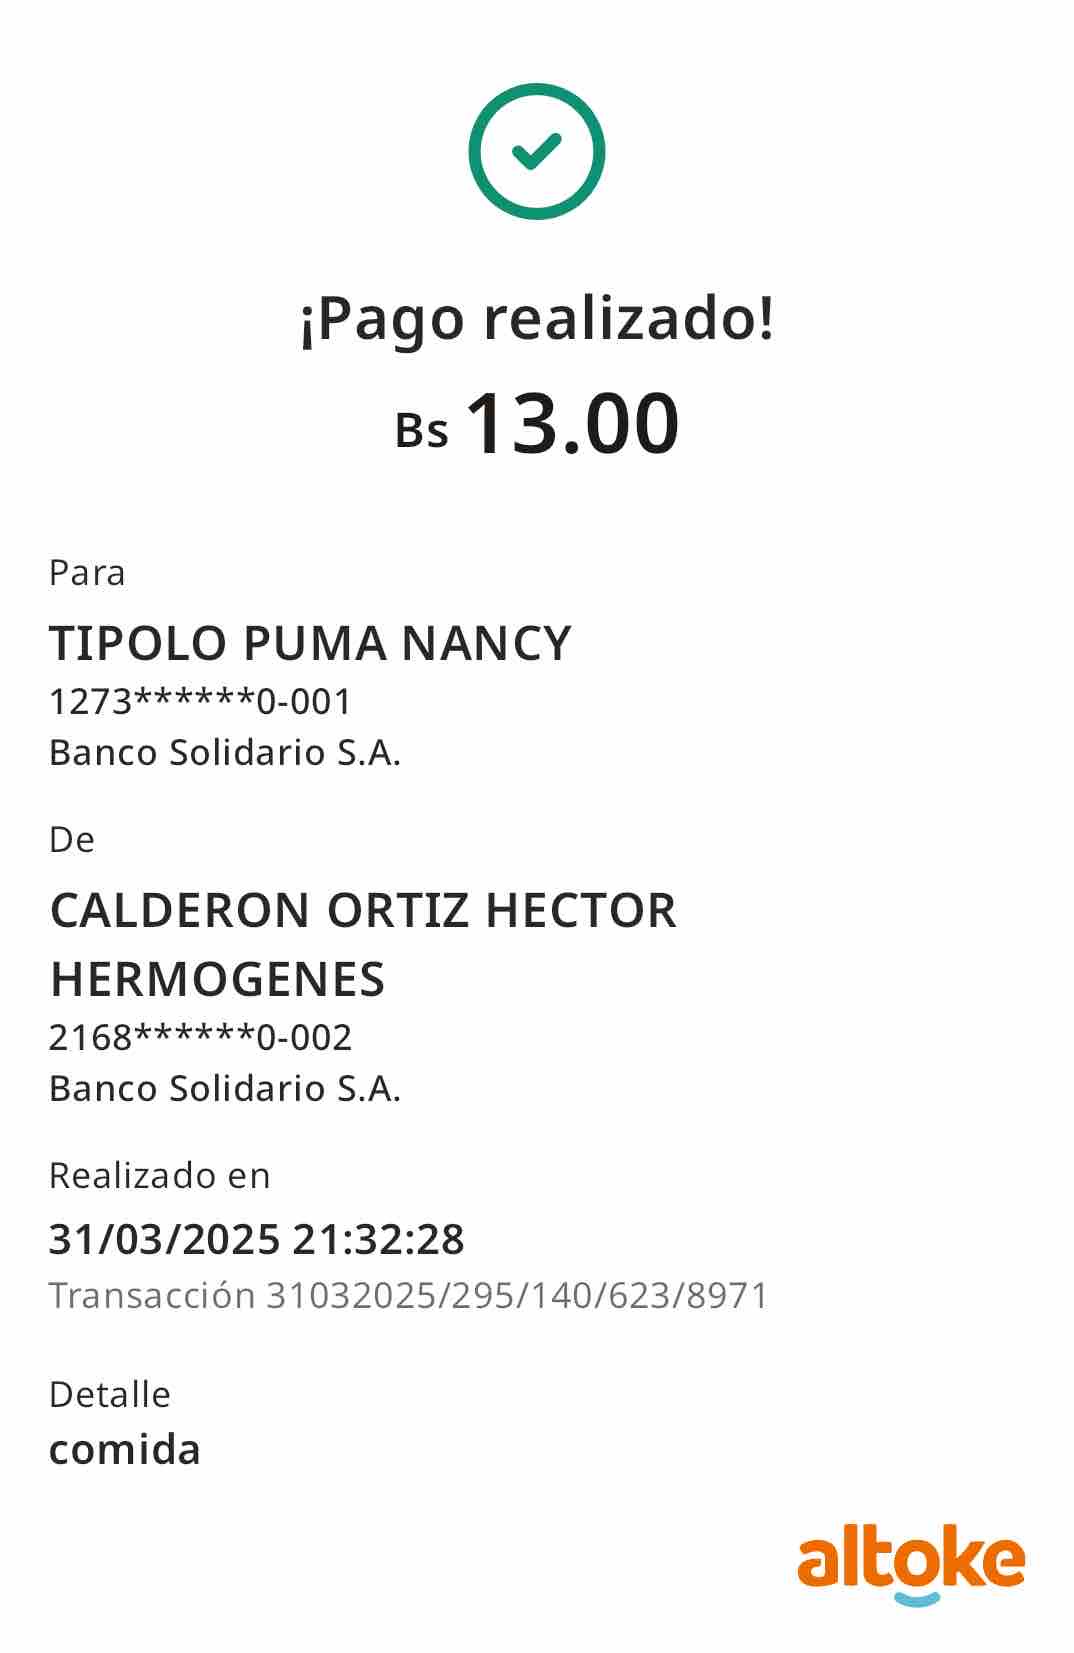 ¡Pago realizado!
Bs 13.00
Para
TIPOLO PUMA NANCY
1273******0-001
Banco Solidario S.A.
De
CALDERON ORTIZ HECTOR
HERMOGENES
2168******0-002
Banco Solidario S.A.
Realizado en
31/03/2025 21:32:28
Transacción 31032025/295/140/623/8971
Detalle
comida
altoke